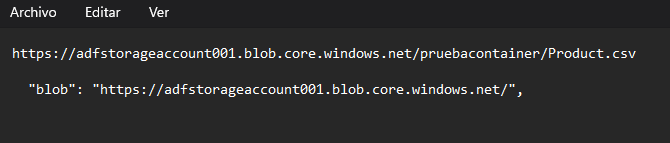 Archivo Editar Ver
https://adfstorageaccount001.blob.core.windows.net/pruebacontainer/Product.csv
"blob": "https://adfstorageaccount001.blob.core.windows.net/",